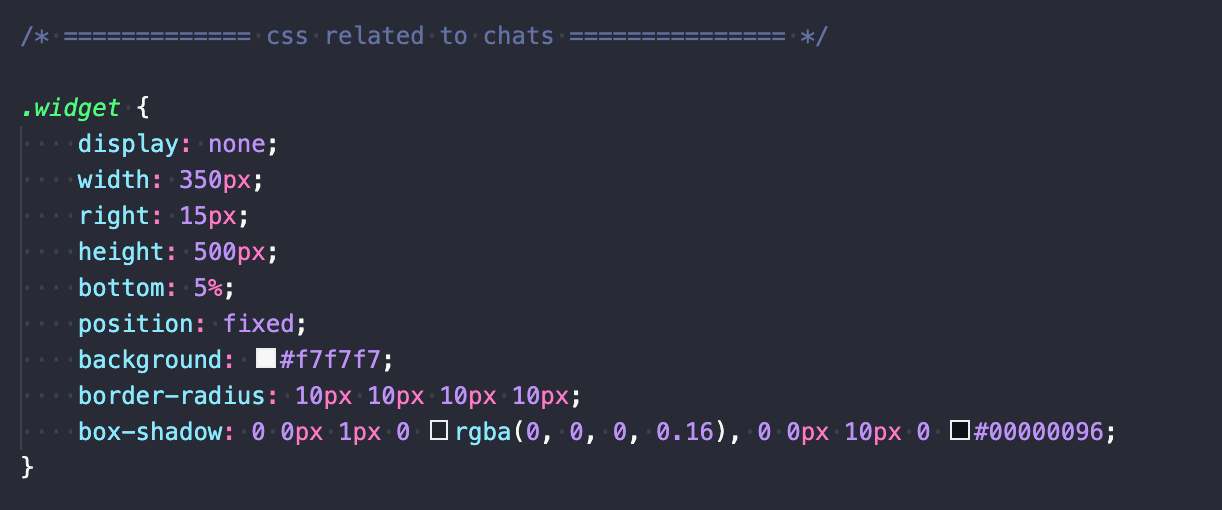 /* ============= css related to chats =============== */
.widget {
display: none;
width: 350px;
right: 15px;
height: 500px;
bottom: 5%;
position: fixed;
background: #f7f7f7;
border-radius: 10px 10px 10px 10px;
box-shadow: 0 0px 1px 0 rgba(0, 0, 0, 0.16), 0 0px 10px 0 #00000096;
}